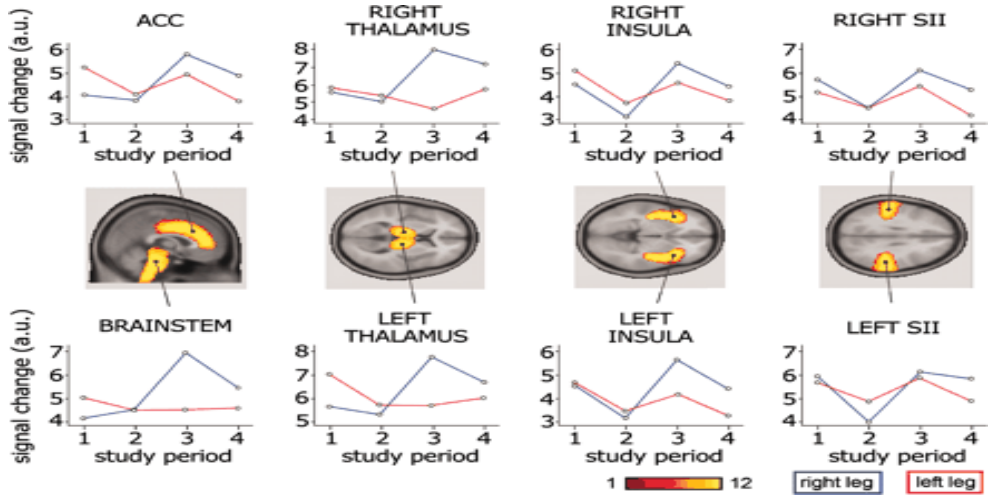 ACC
RIGHT
THALAMUS
RIGHT
INSULA
RIGHT SII
signal change (a.u.)
6
5
4
3
1 2 3 4
study period
8
7
6
5
4
1 2 3 4
study period
6
5
4
3
1 2 3 4
study period
7
6
5
4
1 2 3 4
study period
BRAINSTEM
LEFT
THALAMUS
LEFT
INSULA
LEFT SII
signal change (a.u.)
7
6
5
4
1 2 3 4
study period
8
7
6
5
1 2 3 4
study period
6
5
4
3
1 2 3 4
study period
7
6
5
4
1 2 3 4
study period
1 12
right leg
left leg